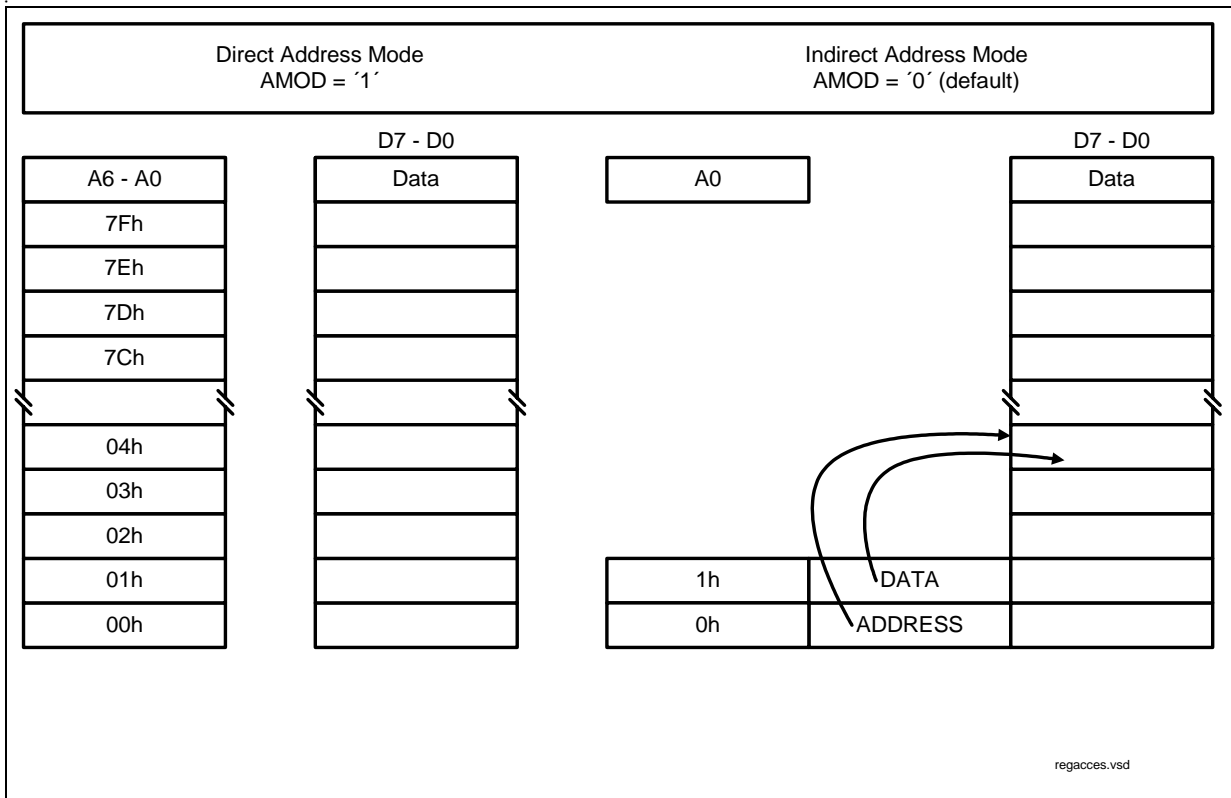 Direct Address Mode
AMOD = ´1´
Indirect Address Mode
AMOD = ´0´ (default)
D7 - D0
D7 - D0
A6 - A0
Data
A0
Data
7Fh
7Eh
7Dh
7Ch
04h
03h
02h
01h
1h
DATA
00h
0h
ADDRESS
regacces.vsd